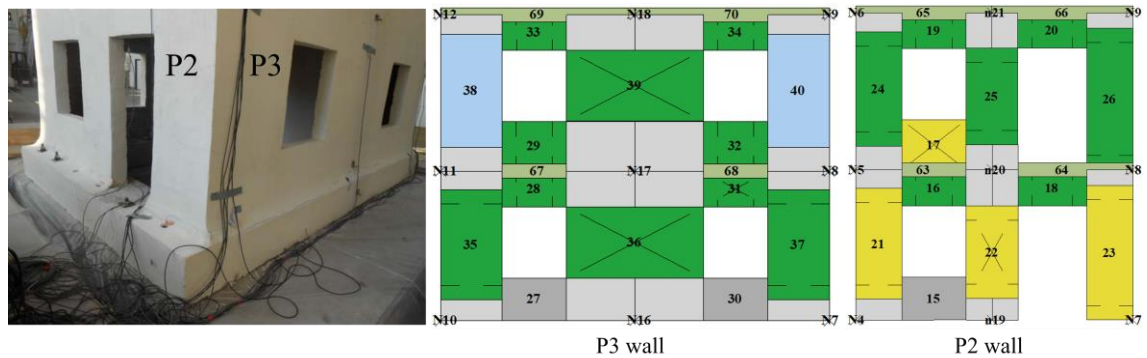 P2 P3
N12 69 N18 70 N9
33 34
38 39 40
29 32
N11 67 N17 68 N8
28 31
35 36 37
27 30
N10 N16 N7
P3 wall
N6 65 n21 66 N9
19 20
24 25 26
17
N5 63 n20 64 N8
16 18
21 22 23
15
N4 n19 N7
P2 wall